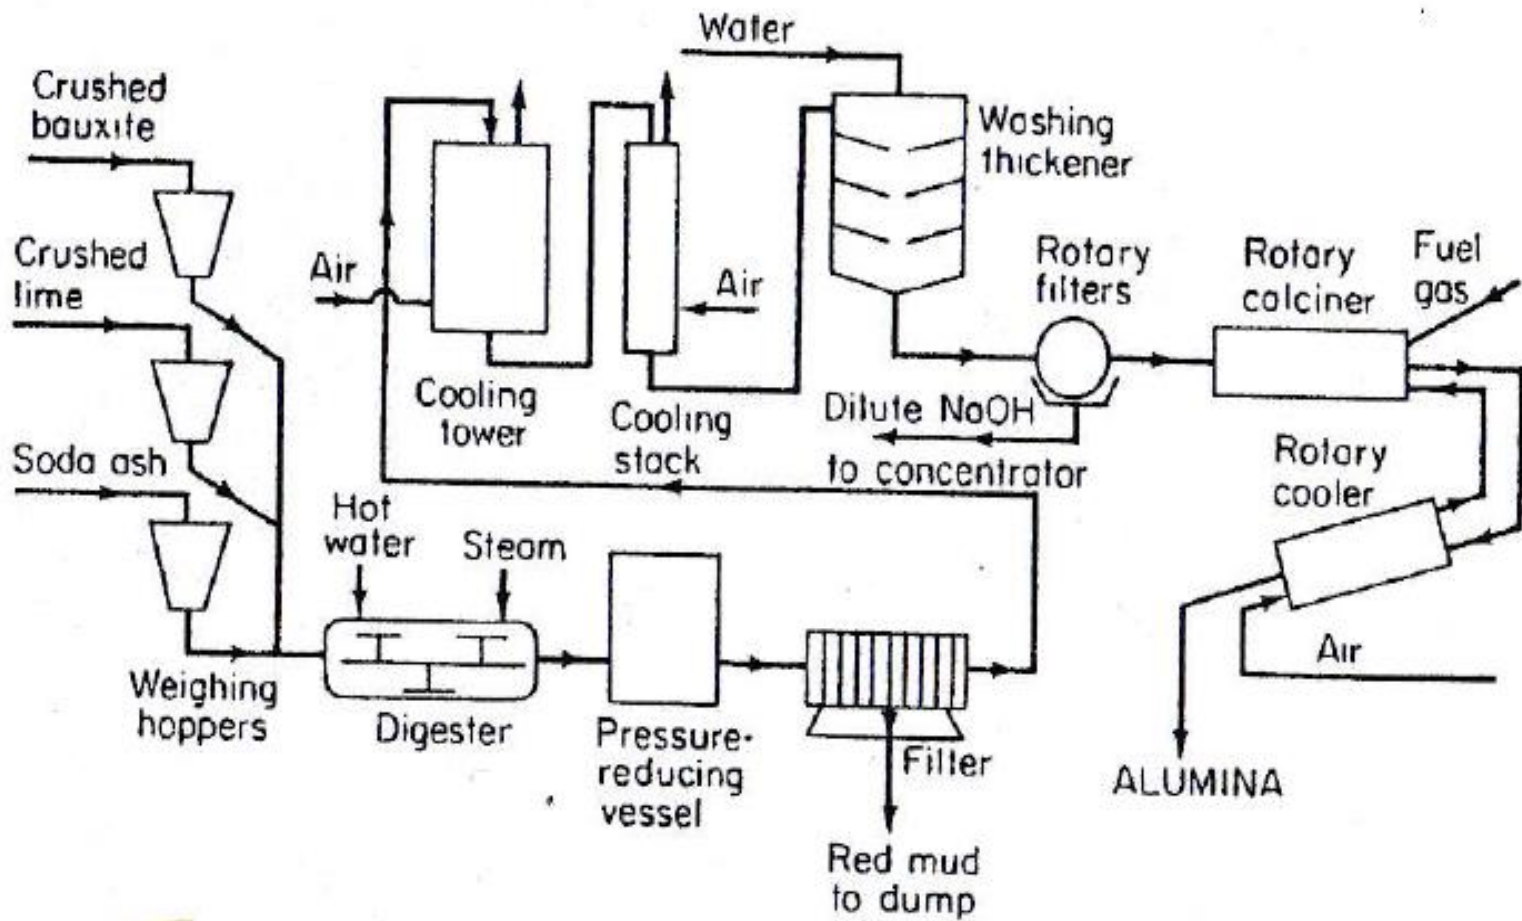 Water
Crushed
bauxite
Washing
thickener
Crushed
lime
Air
Air
Rotary
filters
Rotary
calciner
Fuel
gas
Cooling
tower
Cooling
stack
Dilute NaOH
to concentrator
Soda ash
Rotary
cooler
Hot
water
Steam
Weighing
hoppers
Digester
Pressure-
reducing
vessel
Filter
Air
ALUMINA
Red mud
to dump